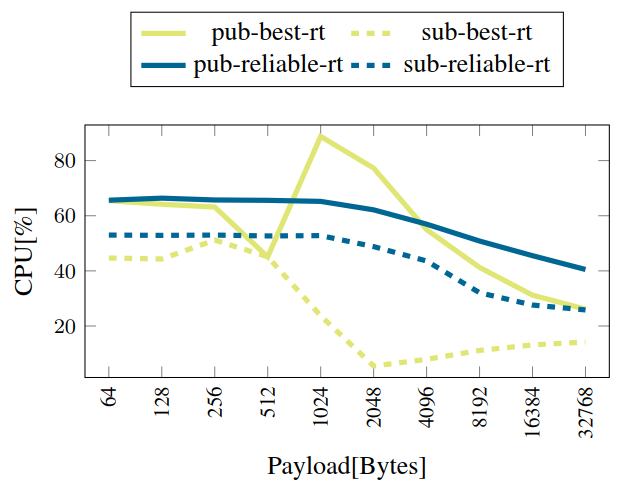 pub-best-rt sub-best-rt
pub-reliable-rt sub-reliable-rt
CPU[%]
80
60
40
20
64 128 256 512 1024 2048 4096 8192 16384 32768
Payload[Bytes]